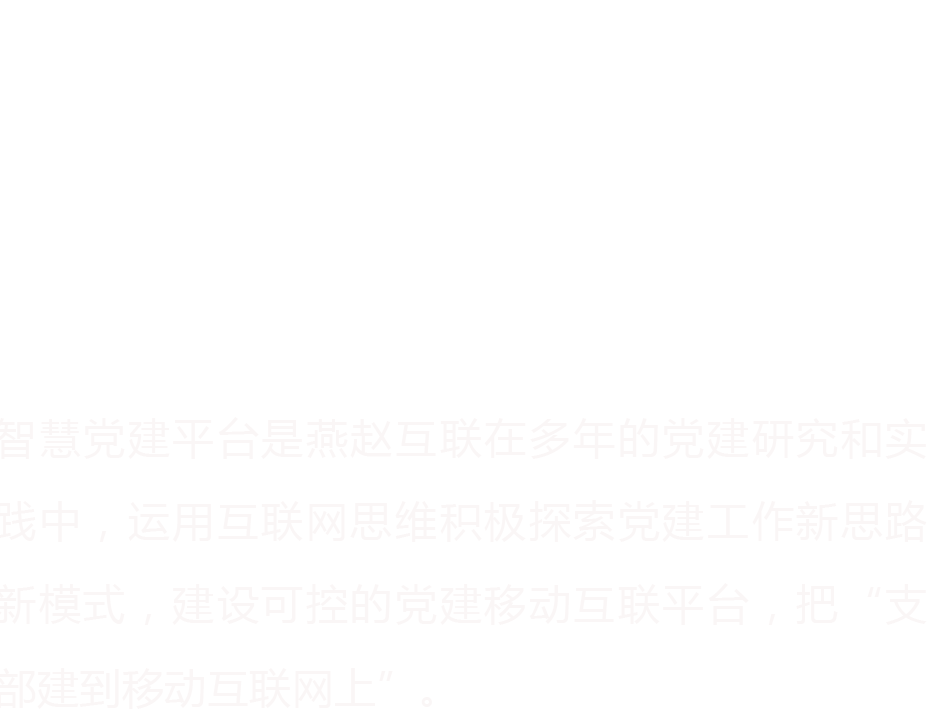 智慧党建平台是燕赵互联在多年的党建研究和实
践中，运用互联网思维积极探索党建工作新思路
新模式，建设可控的党建移动互联平台，把“支
部建到移动互联网上”。